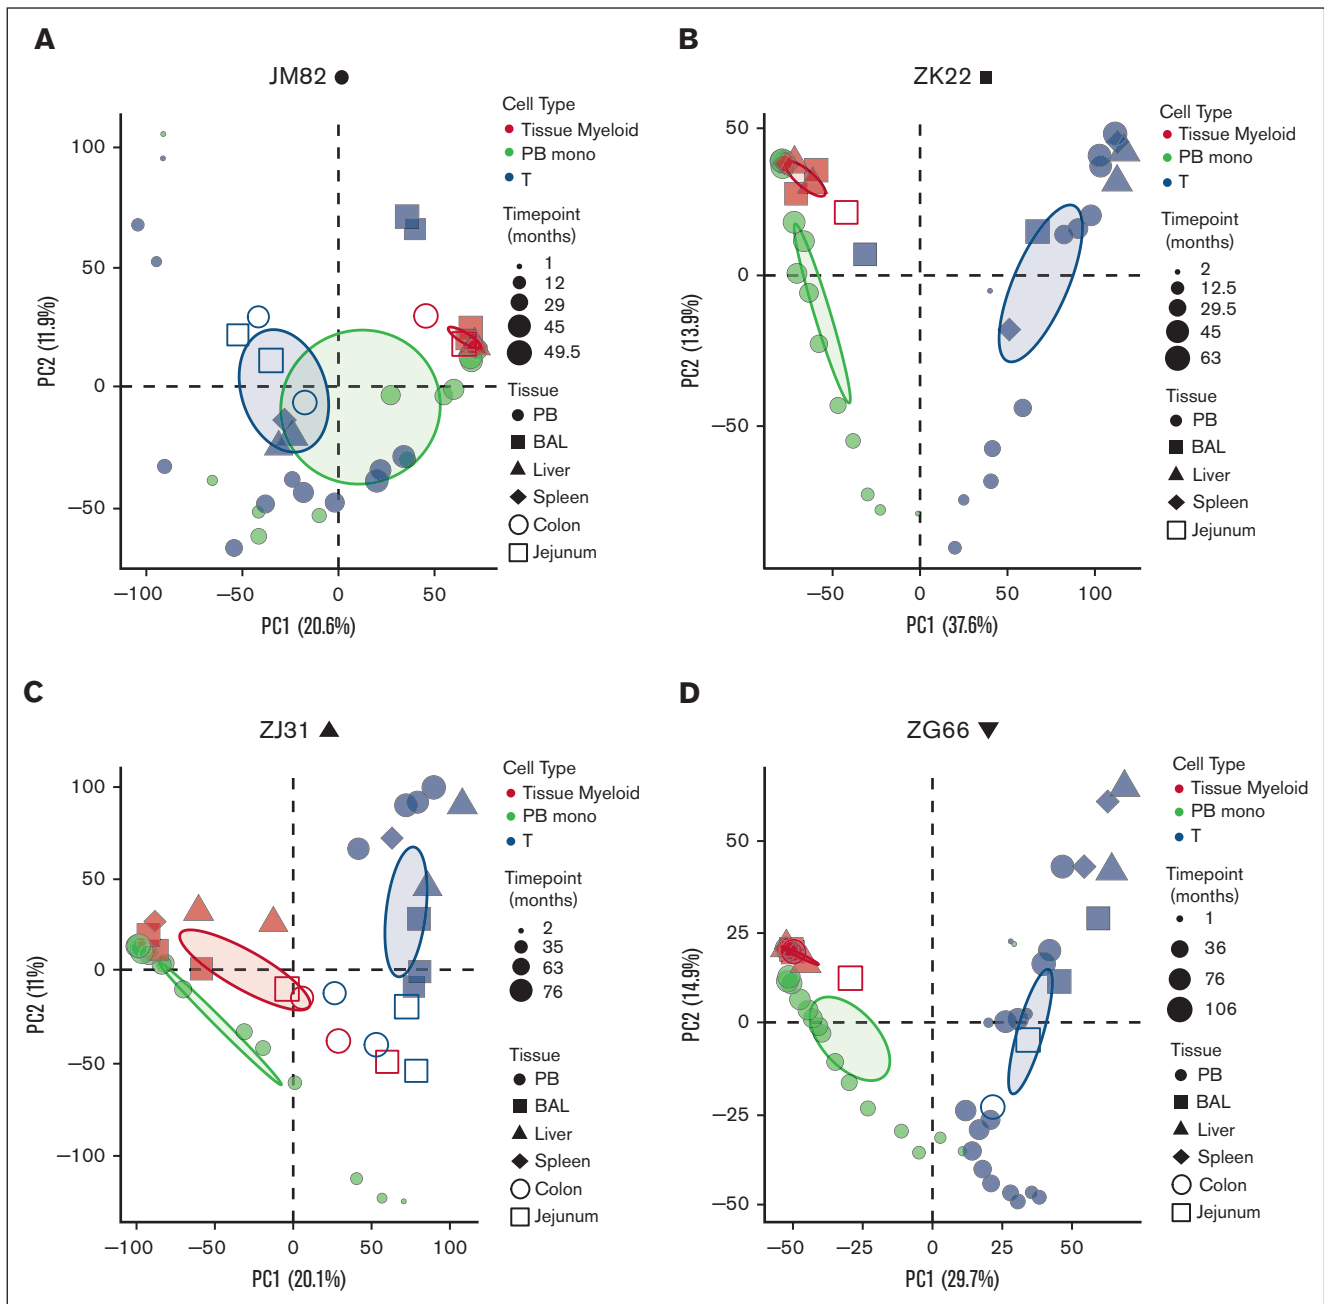 A
JM82
Cell Type
Tissue Myeloid
PB mono
T
Timepoint
(months)
1
12
29
45
49.5
Tissue
PB
BAL
Liver
Spleen
Colon
Jejunum
100
50
0
−50
PC2 (11.9%)
−100
−50
0
50
PC1 (20.6%)
B
ZK22
Cell Type
Tissue Myeloid
PB mono
T
Timepoint
(months)
2
12.5
29.5
45
63
Tissue
PB
BAL
Liver
Spleen
Jejunum
50
0
−50
PC2 (13.9%)
−50
0
50
100
PC1 (37.6%)
C
ZJ31
Cell Type
Tissue Myeloid
PB mono
T
Timepoint
(months)
2
35
63
76
Tissue
PB
BAL
Liver
Spleen
Colon
Jejunum
100
50
0
−50
−100
PC2 (11%)
−100
−50
0
50
100
PC1 (20.1%)
D
ZG66
Cell Type
Tissue Myeloid
PB mono
T
Timepoint
(months)
1
36
76
106
Tissue
PB
BAL
Liver
Spleen
Colon
Jejunum
50
25
0
−25
−50
PC2 (14.9%)
−50
−25
0
25
50
PC1 (29.7%)